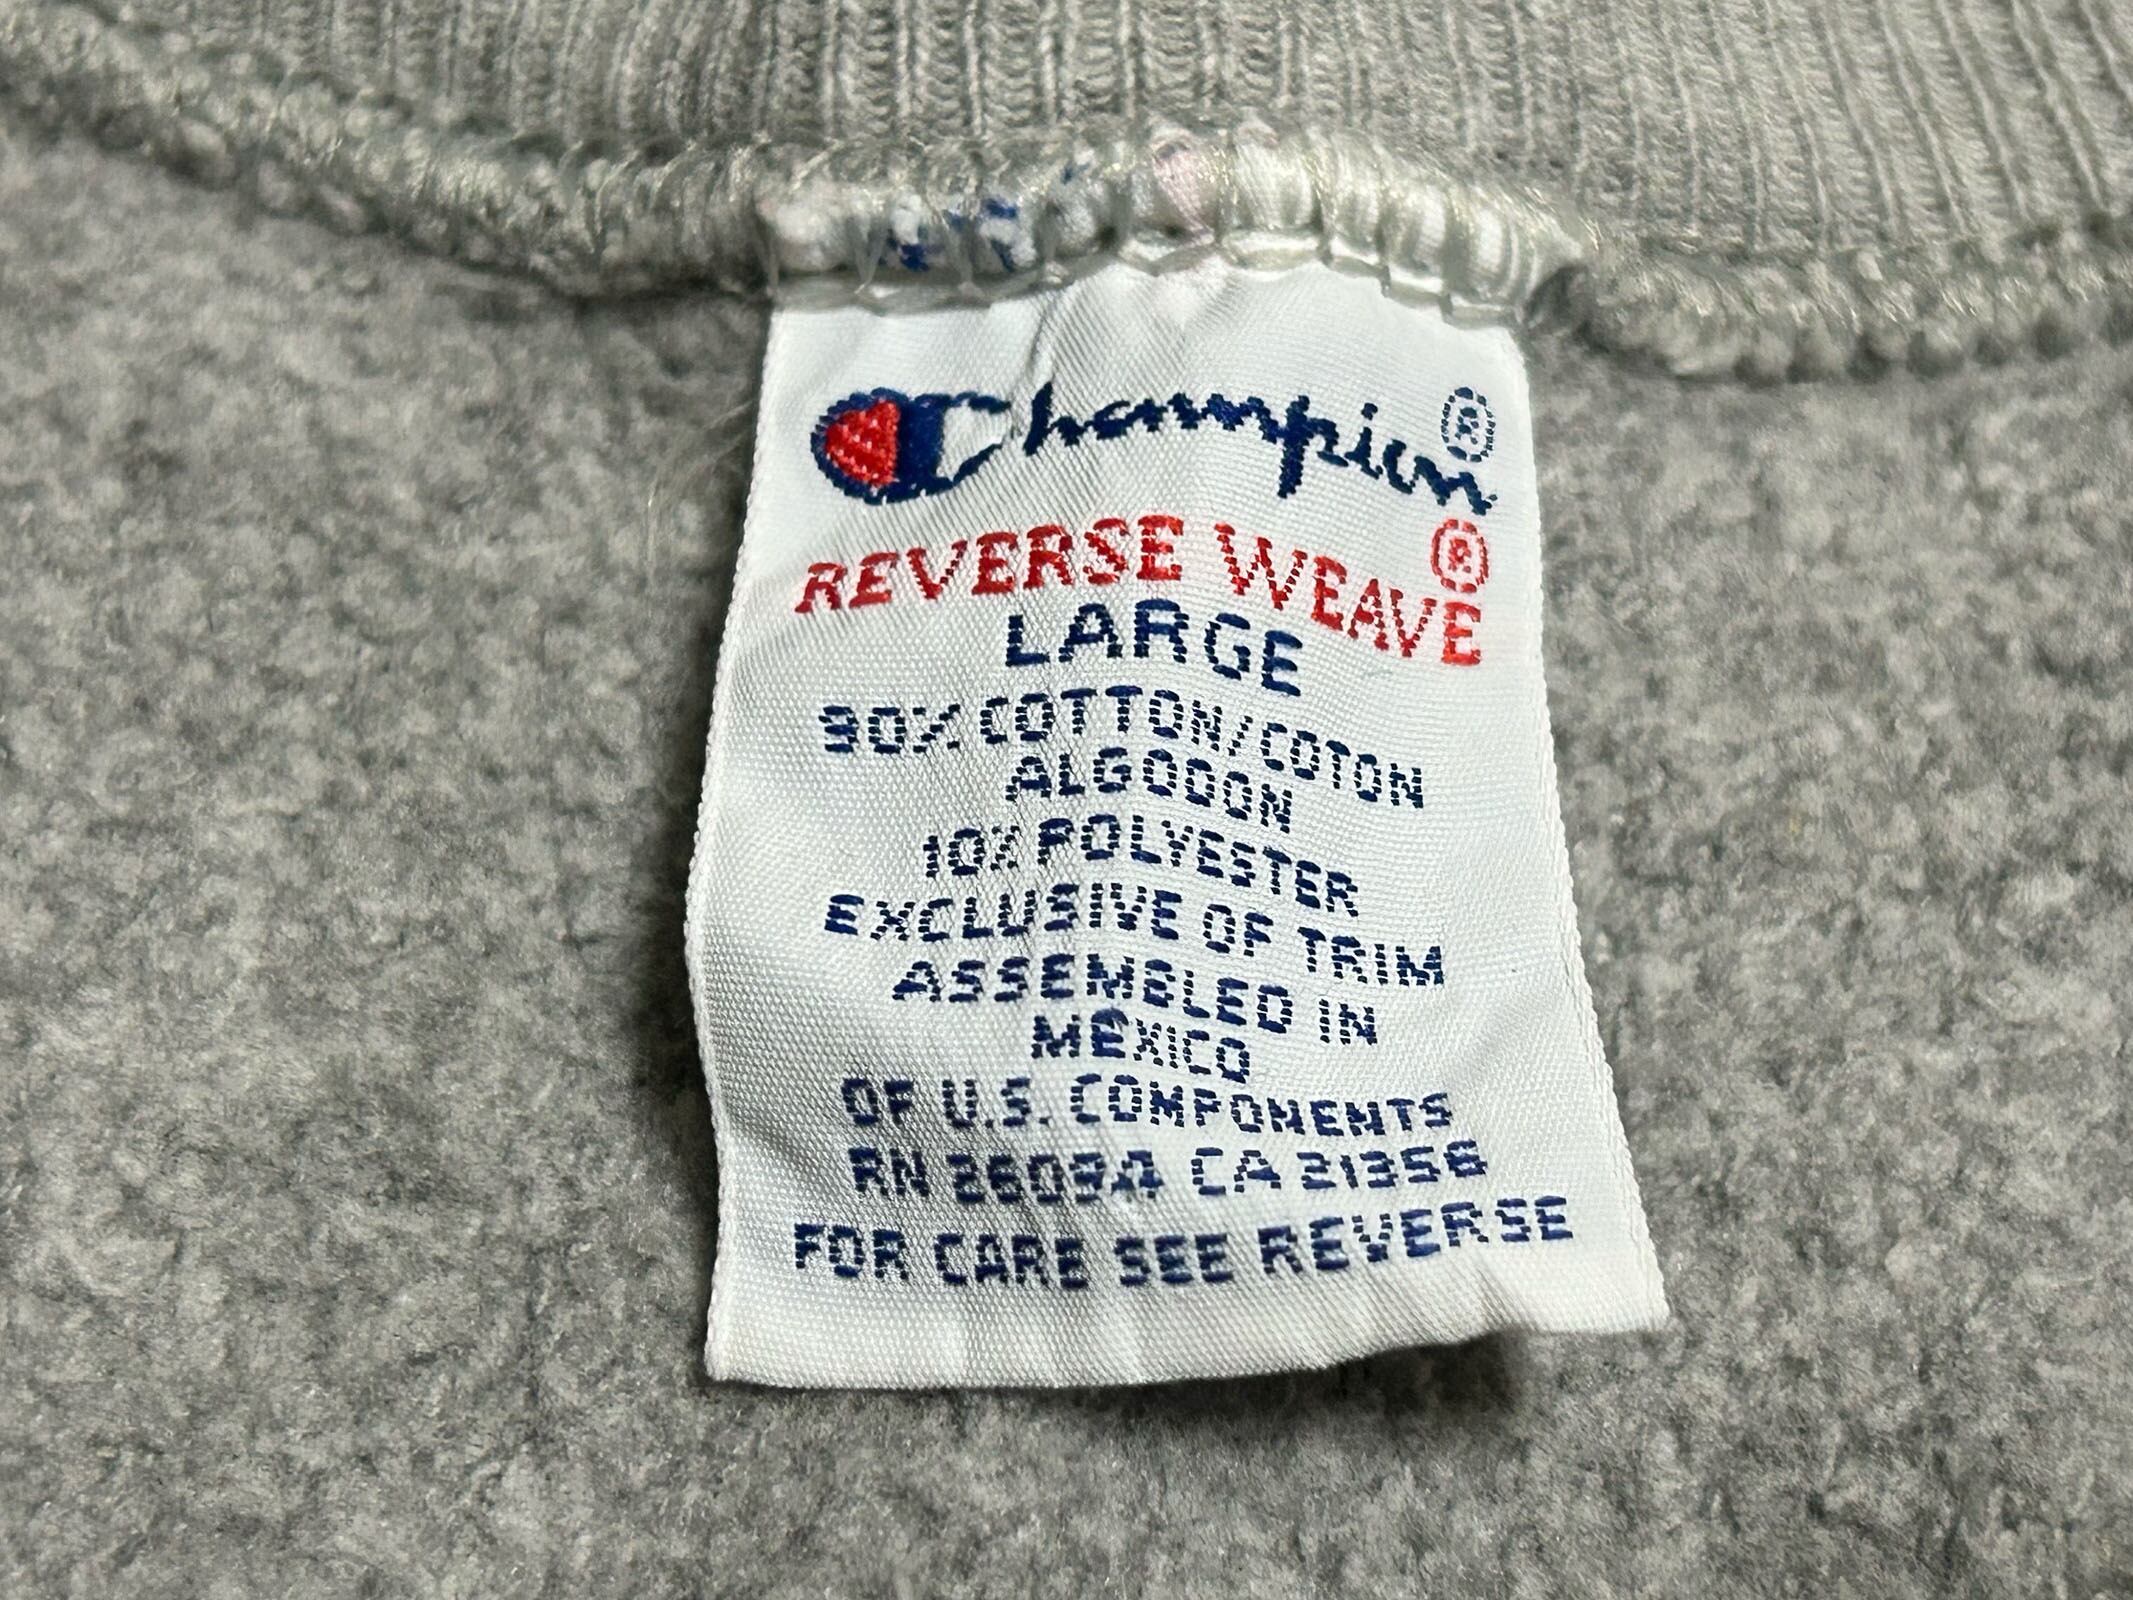 Champion®
REVERSE WEAVE®
LARGE
90% COTTON/COTON
ALGODON
10% POLYESTER
EXCLUSIVE OF TRIM
ASSEMBLED IN
MEXICO
OF U.S. COMPONENTS
RN 26094 CA 21356
FOR CARE SEE REVERSE